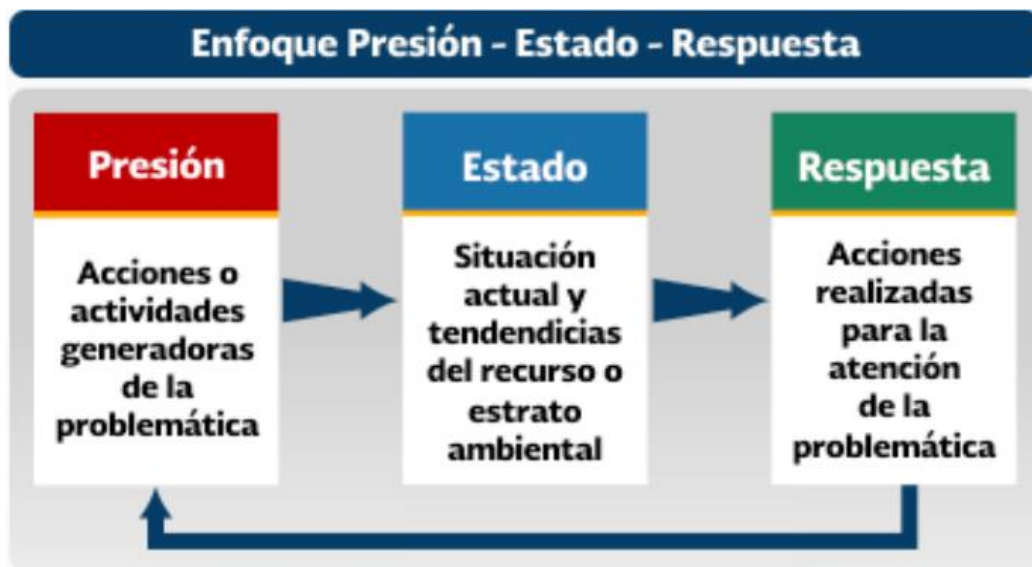 Enfoque Presión - Estado - Respuesta
Presión
Acciones o
actividades
generadoras
de la
problemática
Estado
Situación
actual y
tendendicias
del recurso o
estrato
ambiental
Respuesta
Acciones
realizadas
para la
atención
de la
problemática